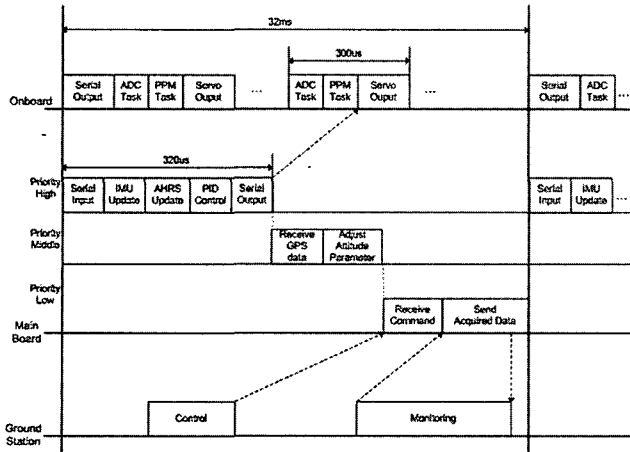 32ms
300us
Serial Output
ADC Task
PPM Task
Servo Ouput
...
ADC Task
PPM Task
Servo Ouput
...
Serial Output
ADC Task
...
Onboard
320us
Priority High
Serial Input
IMU Update
AHRS Update
PID Control
Serial Output
Serial Input
IMU Update
...
Priority Middle
Receive GPS data
Adjust Attitude Parameter
Priority Low
Receive Command
Send Acquired Data
Main Board
Control
Monitoring
Ground Station